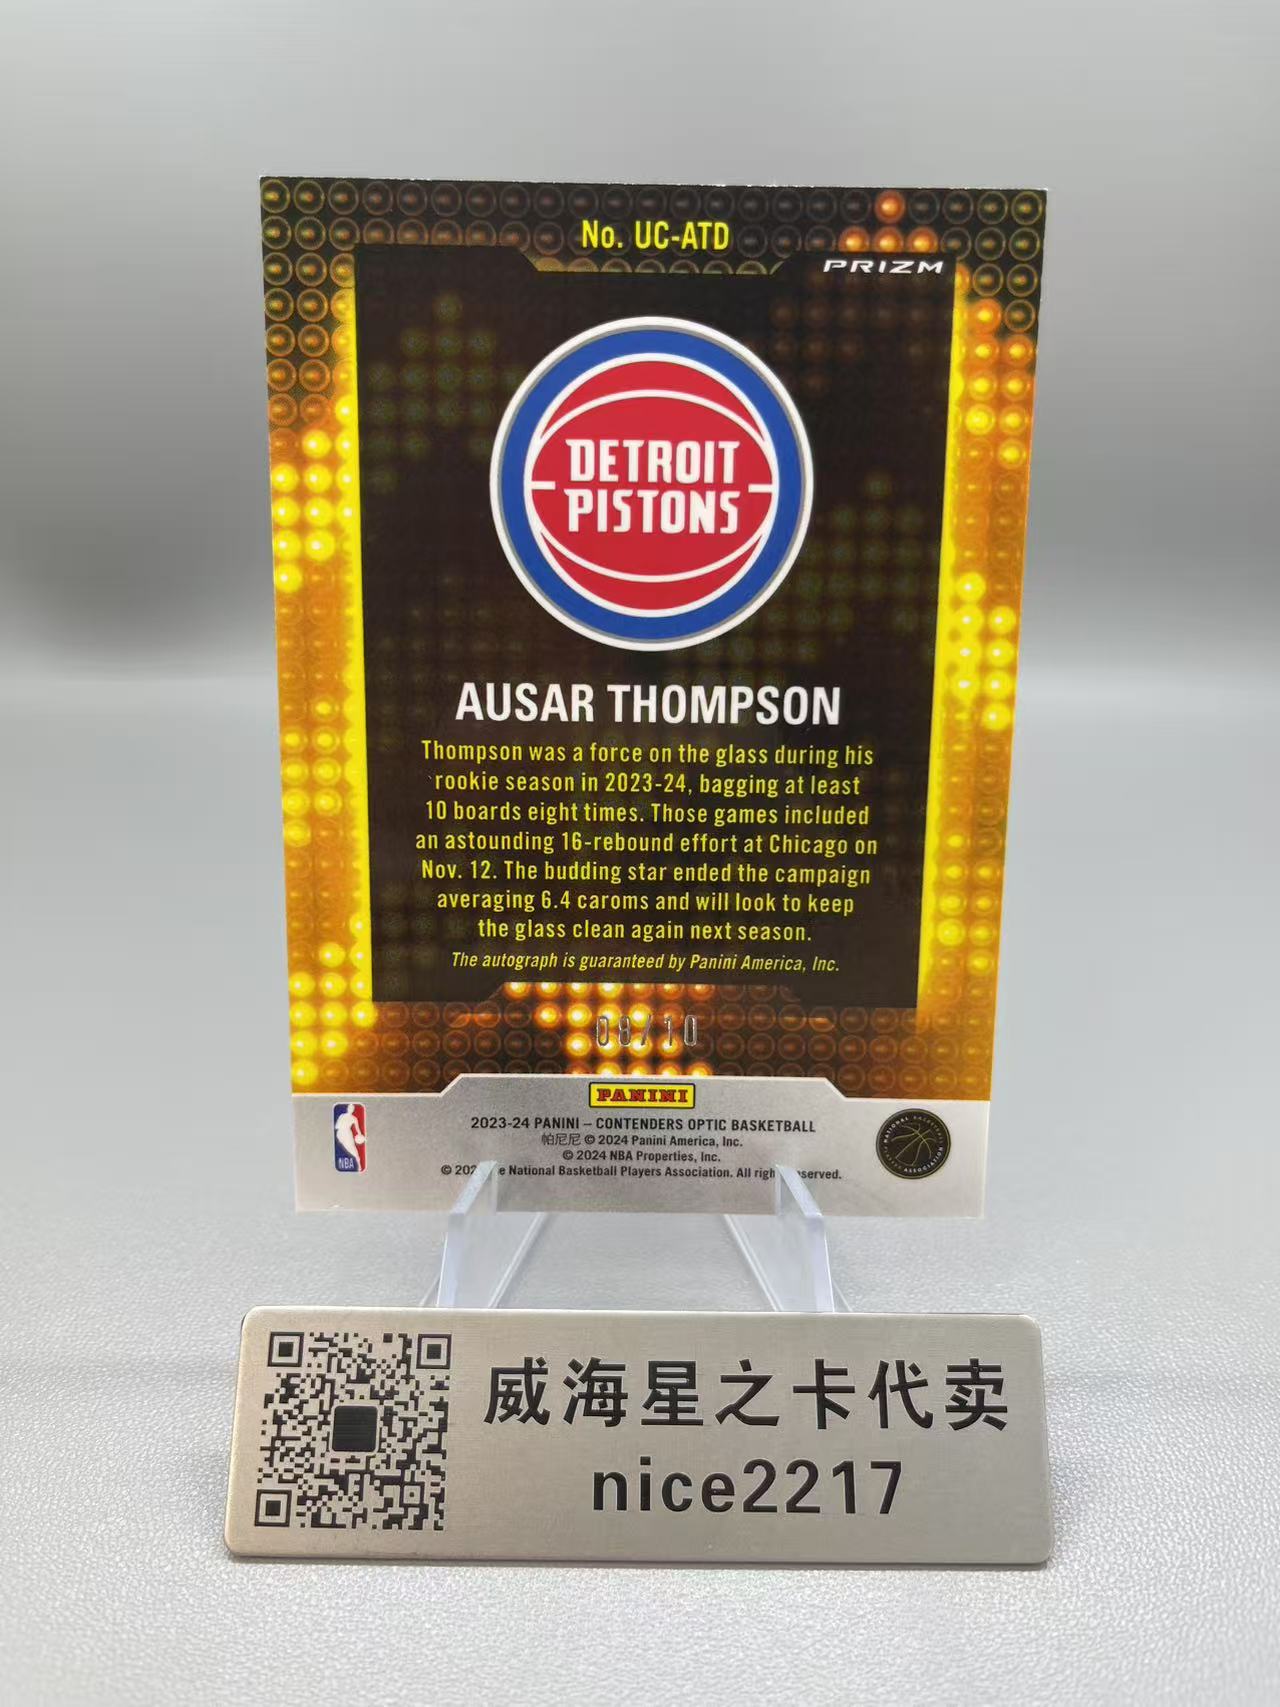 No. UC-ATD
PRIZM
DETROIT
PISTONS
AUSAR THOMPSON
Thompson was a force on the glass during his
rookie season in 2023-24, bagging at least
10 boards eight times. Those games included
an astounding 16-rebound effort at Chicago on
Nov. 12. The budding star ended the campaign
averaging 6.4 caroms and will look to keep
the glass clean again next season.
The autograph is guaranteed by Panini America, Inc.
08/10
PANINI
2023-24 PANINI – CONTENDERS OPTIC BASKETBALL
帕尼尼 © 2024 Panini America, Inc.
© 2024 NBA Properties, Inc.
National Basketball Players Association. All
NBA
NATIONAL BASKETBALL
PLAYERS ASSOCIATION
威海星之卡代卖
nice2217